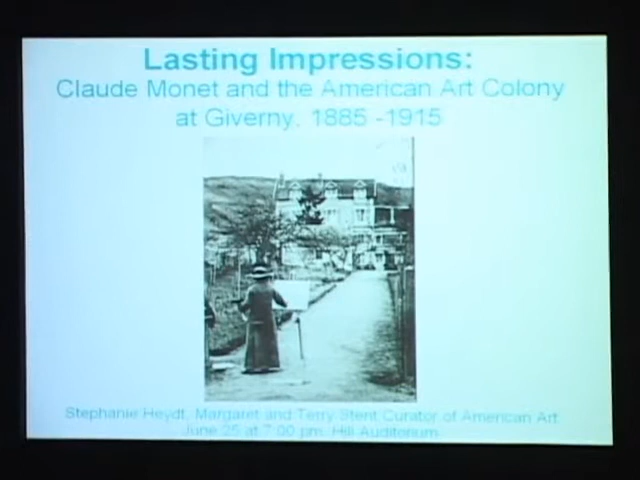 Lasting Impressions:
Claude Monet and the American Art Colony
at Giverny, 1885 -1915
Stephanie Heydt, Margaret and Terry Stent Curator of American Art
June 25 at 7:00 pm, Hill Auditorium